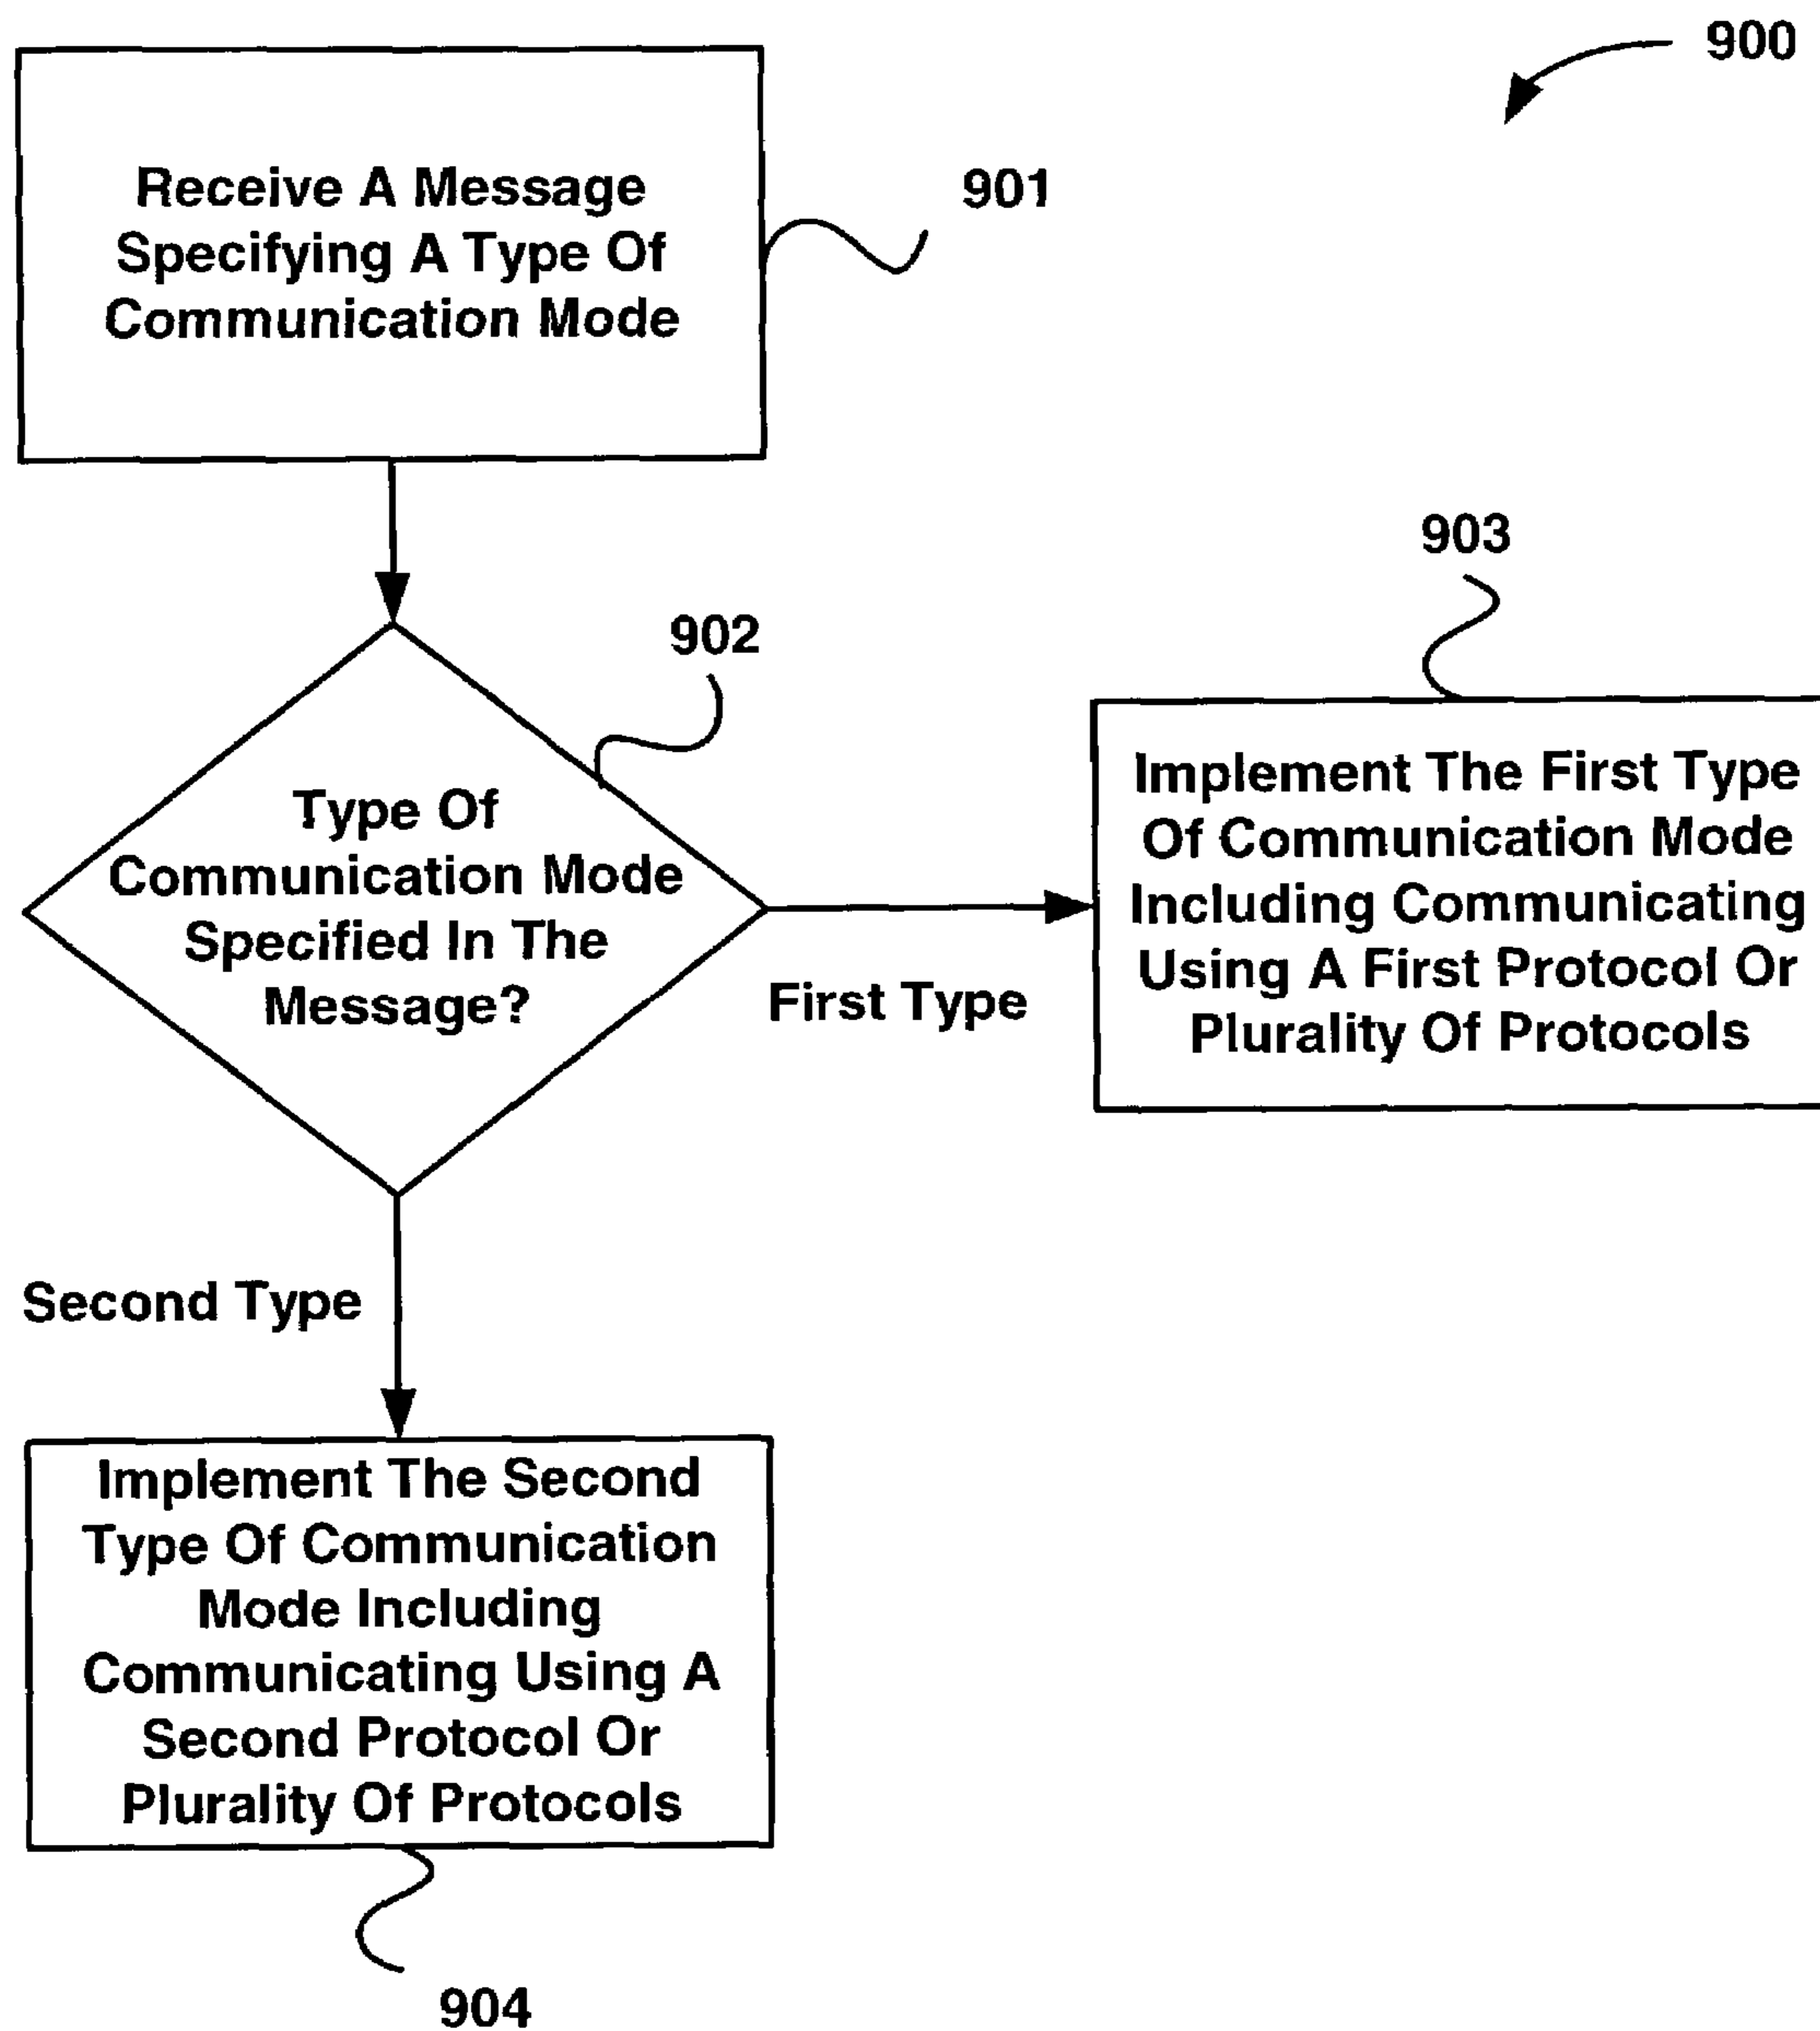 900
Receive A Message
Specifying A Type Of
Communication Mode
901
902
Type Of
Communication Mode
Specified In The
Message?
First Type
903
Implement The First Type
Of Communication Mode
Including Communicating
Using A First Protocol Or
Plurality Of Protocols
Second Type
Implement The Second
Type Of Communication
Mode Including
Communicating Using A
Second Protocol Or
Plurality Of Protocols
904